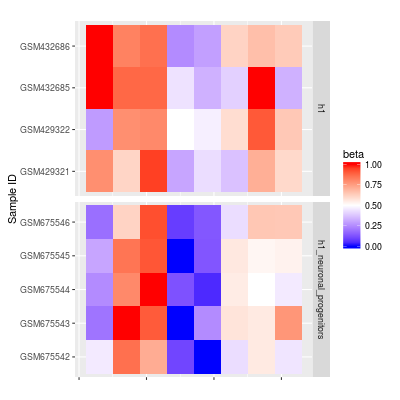 GSM432686
GSM432685
GSM429322
GSM429321
h1
GSM675546
GSM675545
GSM675544
GSM675543
GSM675542
h1_neuronal_progenitors
Sample ID
beta
1.00
0.75
0.50
0.25
0.00